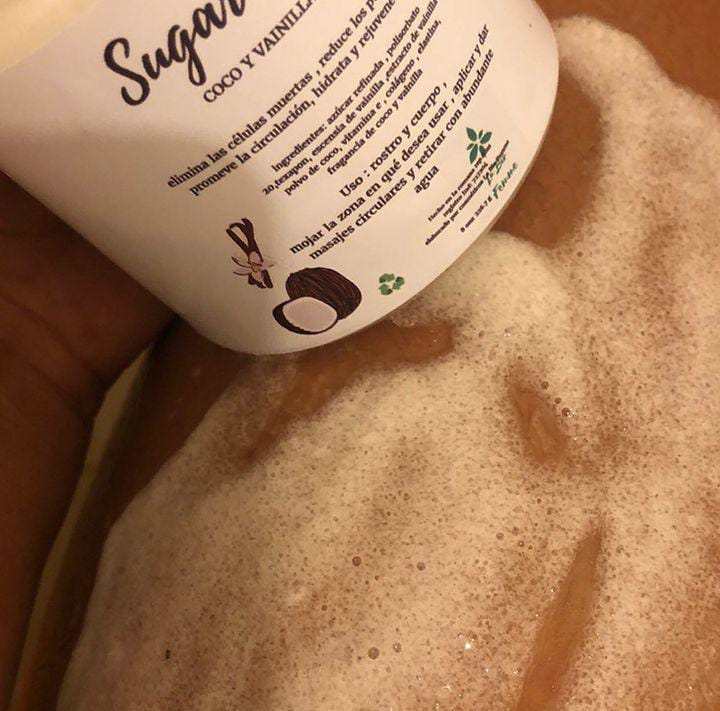 Sugar
COCO Y VAINILLA
elimina las células muertas , reduce los
promeve la circulación, hidrata y rejuvene
Ingredientes: azúcar refinada , polisorbato
20,texapon, escensia de vainilla, extracto de vainilla
polvo de coco, vitamina e , colágeno , elastina,
fragancia de coco y vainilla
Uso : rostro y cuerpo ,
mojar la zona en qué desea usar , aplicar y dar
masajes circulares y retirar con abundante
agua
Femme